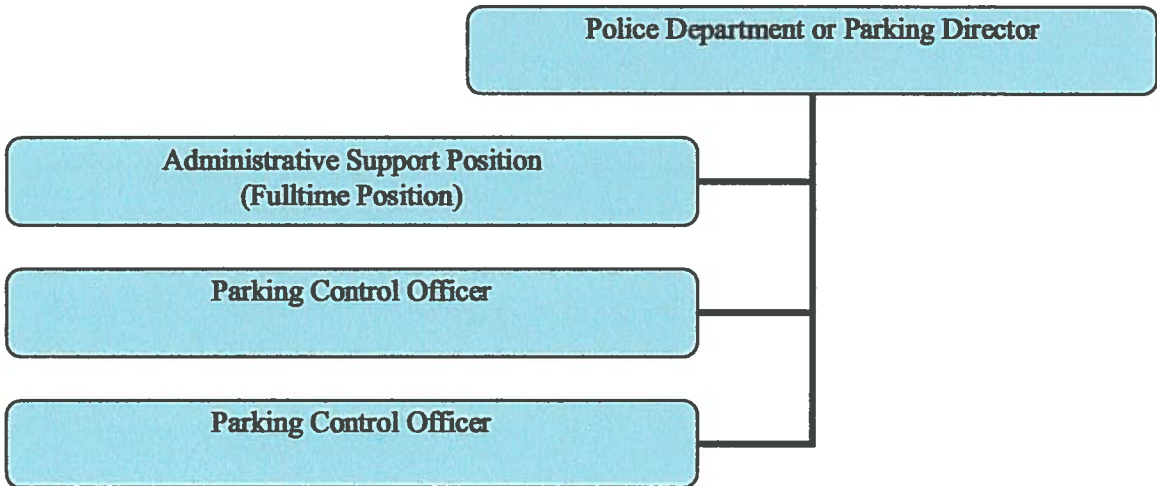 Police Department or Parking Director
Administrative Support Position
(Fulltime Position)
Parking Control Officer
Parking Control Officer